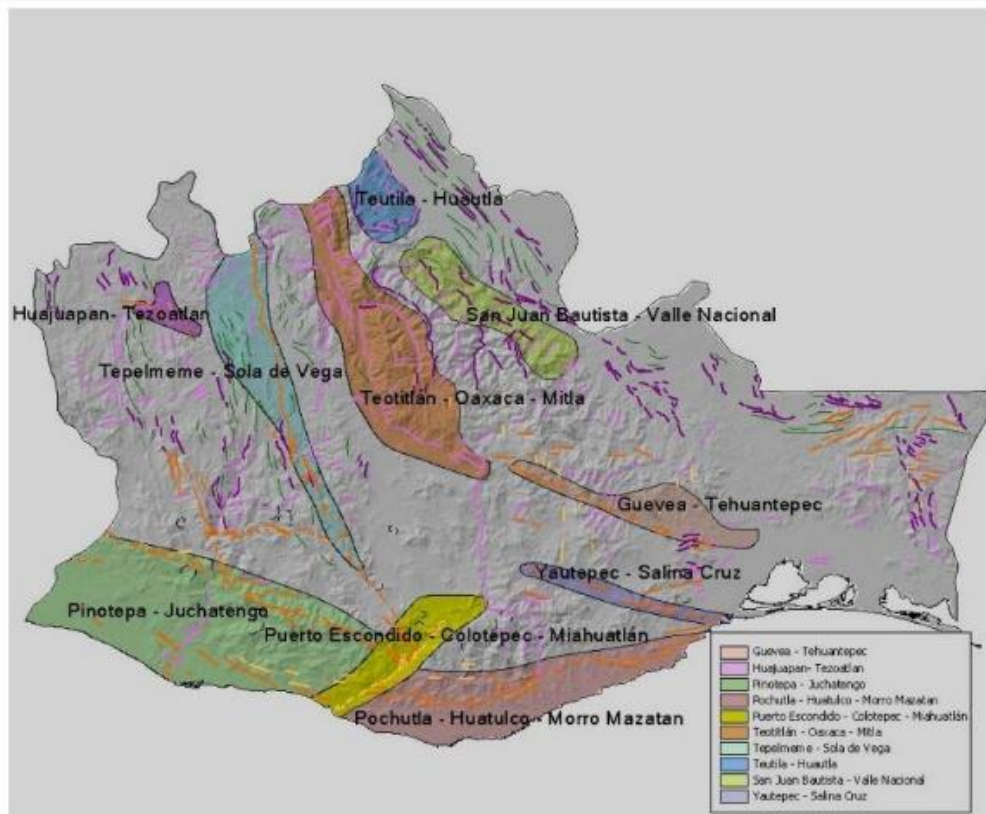 Teutila - Huautla
Huajuapan- Tezoatlan
San Juan Bautista - Valle Nacional
Tepelmeme - Sola de Vega
Teotitlán - Oaxaca - Mitla
Guevea - Tehuantepec
Yautepec - Salina Cruz
Pinotepa - Juchatengo
Puerto Escondido - Colotepec - Miahuatlán
Pochutla - Huatulco - Morro Mazatan
Guevea - Tehuantepec
Huajuapan- Tezoatlan
Pinotepa - Juchatengo
Pochutla - Huatulco - Morro Mazatan
Puerto Escondido - Colotepec - Miahuatlán
Teotitlán - Oaxaca - Mitla
Tepelmeme - Sola de Vega
Teutila - Huautla
San Juan Bautista - Valle Nacional
Yautepec - Salina Cruz